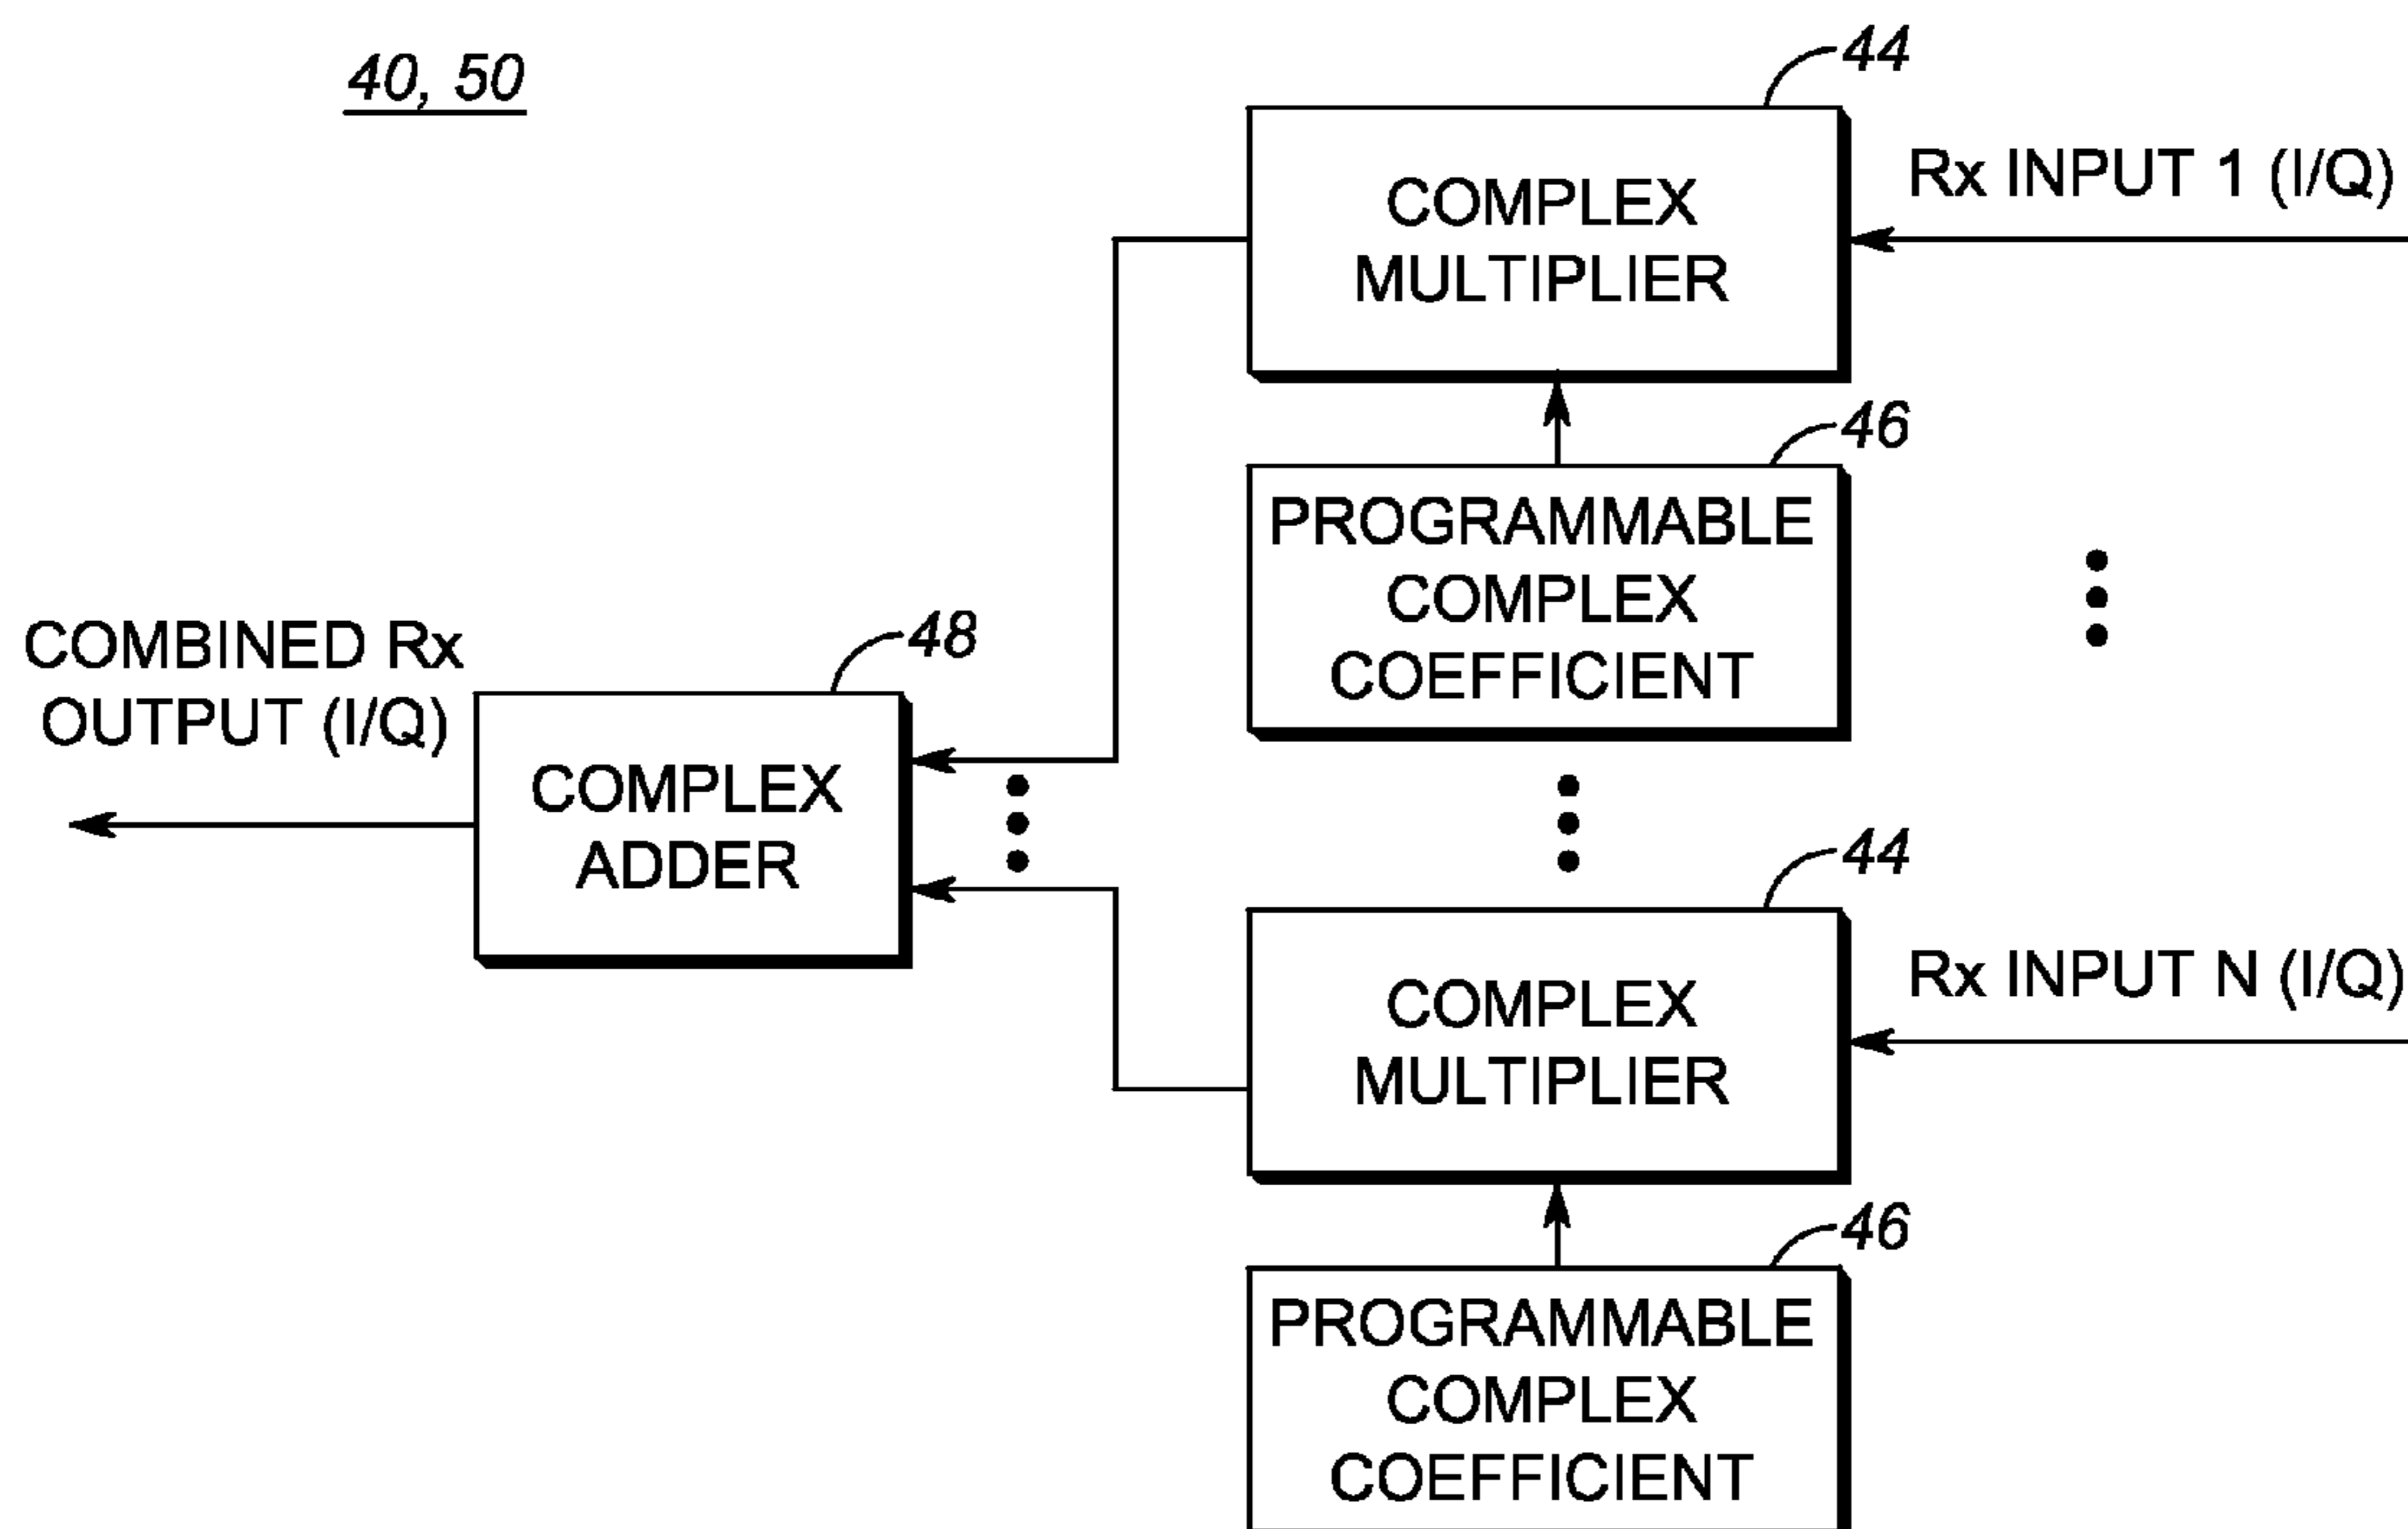 40, 50
44
COMPLEX
MULTIPLIER
Rx INPUT 1 (I/Q)
46
PROGRAMMABLE
COMPLEX
COEFFICIENT
COMBINED Rx
OUTPUT (I/Q)
48
COMPLEX
ADDER
44
COMPLEX
MULTIPLIER
Rx INPUT N (I/Q)
46
PROGRAMMABLE
COMPLEX
COEFFICIENT